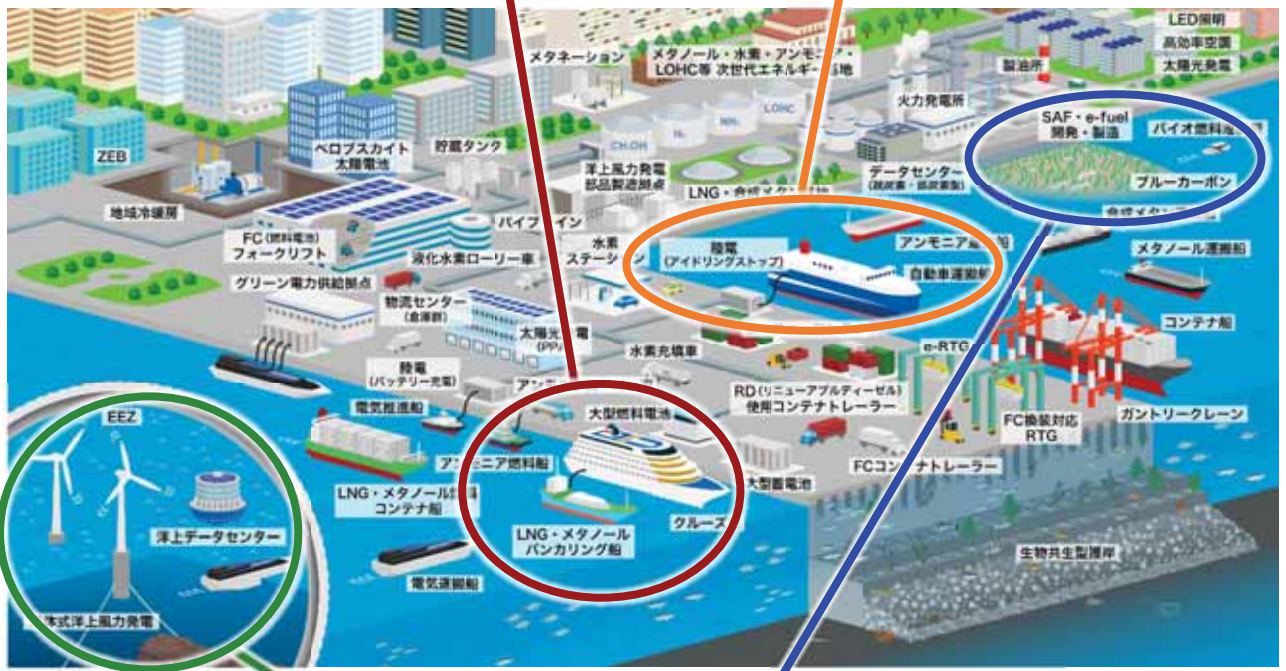 LED照明
高効率空調
太陽光発電
製油所
メタネーション
メタノール・水素・アンモニア・
LOHC等 次世代エネルギー基地
火力発電所
SAF・e-fuel
開発・製造
バイオ燃料
ブルーカーボン
ZEB
ペロブスカイト
太陽電池
貯蔵タンク
CH₃OH
H₂
NH₃
LOHC
洋上風力発電
部品製造拠点
LNG・合成メタン
データセンター
地域冷暖房
FC(燃料電池)
フォークリフト
パイプライン
液化水素ローリー車
水素
ステーション
陸電
(アイドリングストップ)
アンモニア
自動車運搬船
メタノール運搬船
グリーン電力供給拠点
物流センター
(倉庫群)
太陽光
(PPA)
コンテナ船
陸電
(バッテリー充電)
水素充填車
e-RTG
RD(リニューアブルディーゼル)
使用コンテナトレーラー
ガントリークレーン
FC換装対応
RTG
FCコンテナトレーラー
電気推進船
大型燃料電池
アンモニア燃料船
大型蓄電池
LNG・メタノール
コンテナ船
LNG・メタノール
バンカリング船
クルーズ
電気運搬船
生物共生型護岸
EEZ
洋上データセンター
体式洋上風力発電